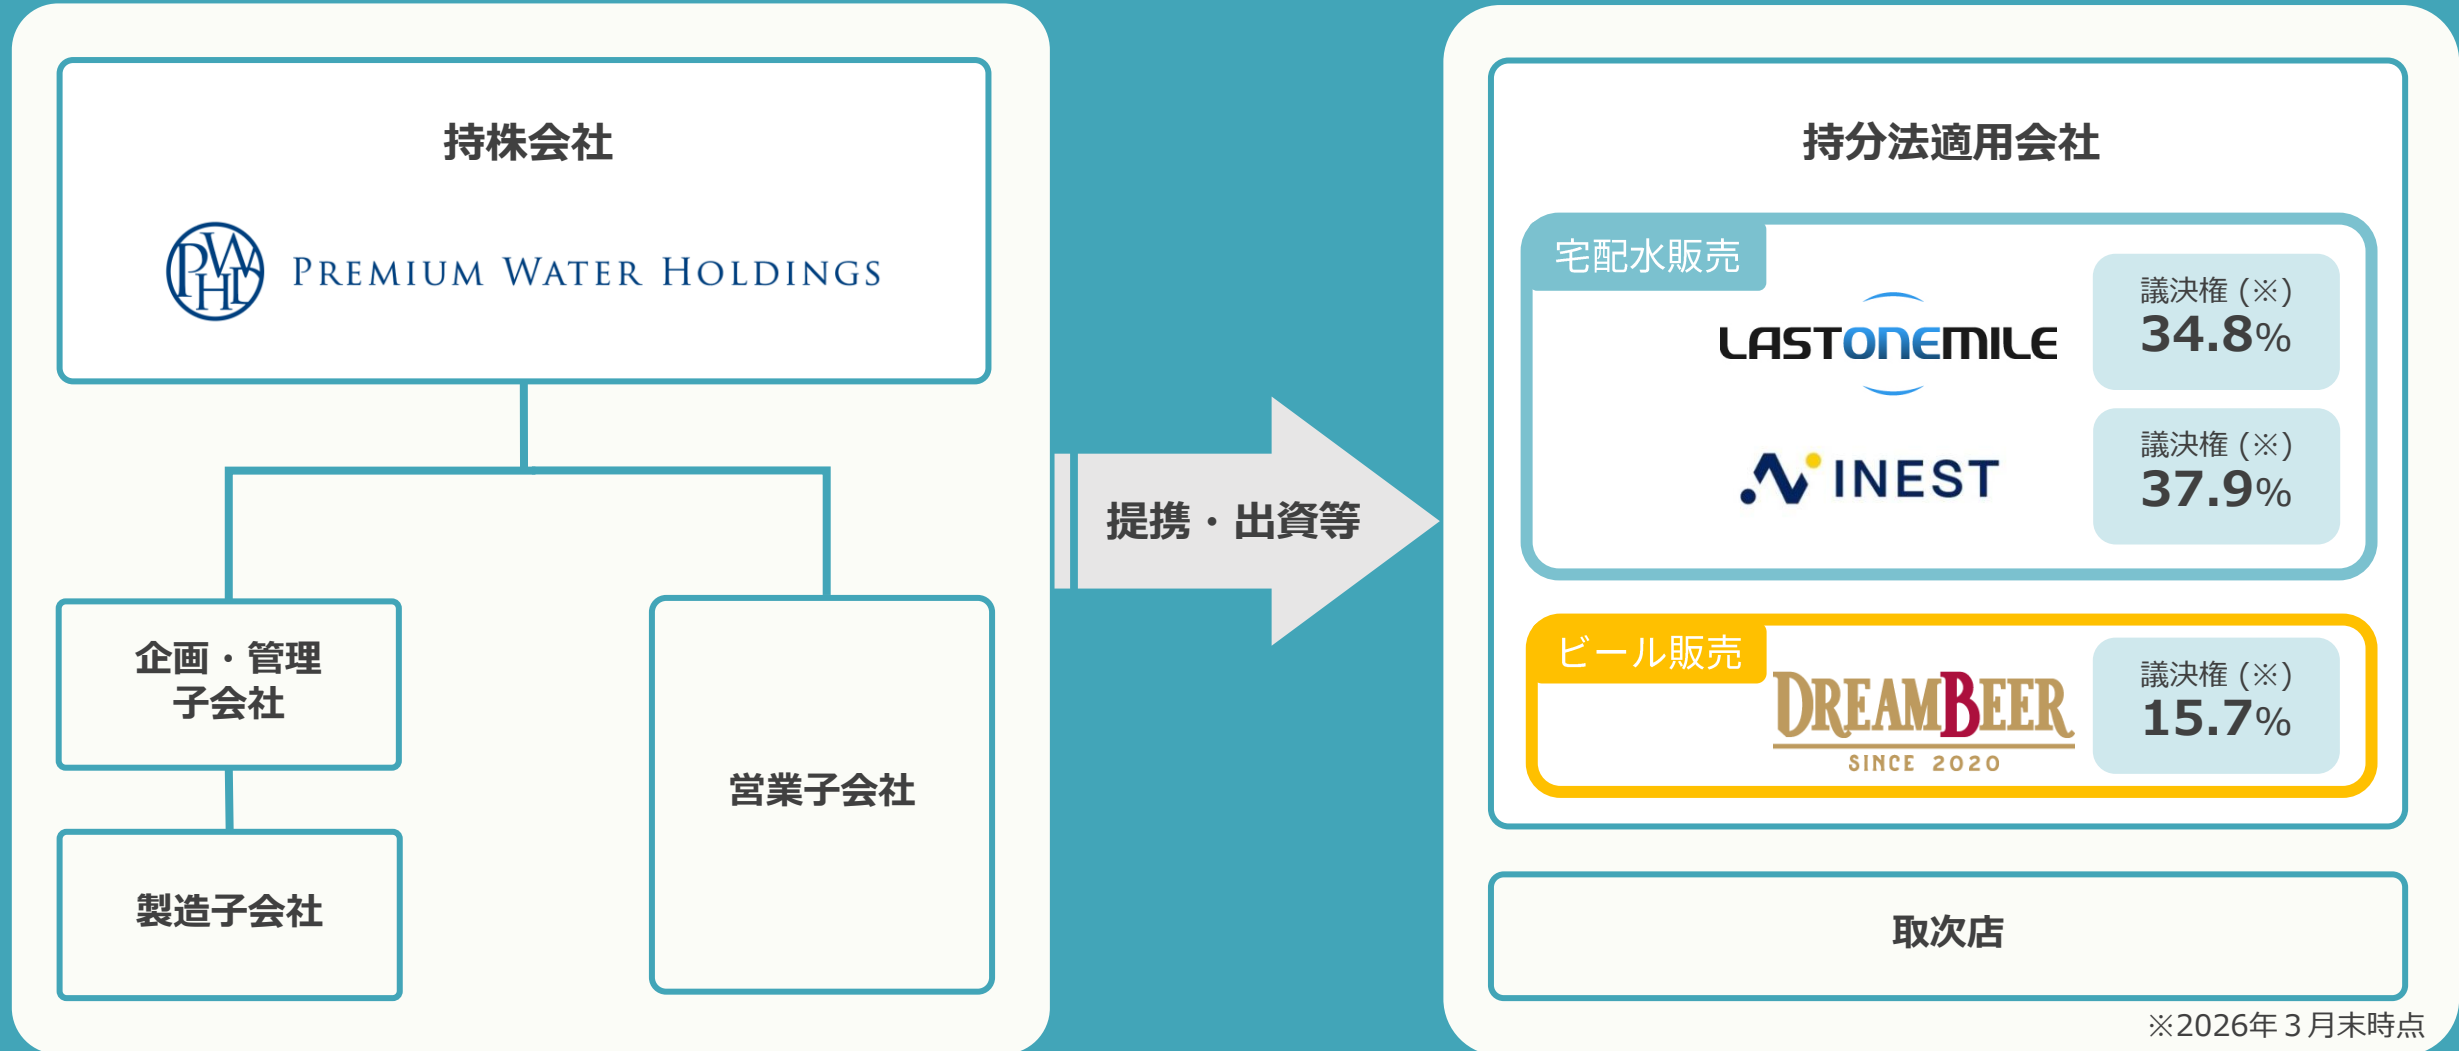 持株会社
PWHD
PREMIUM WATER HOLDINGS
企画・管理
子会社
製造子会社
営業子会社
提携・出資等
持分法適用会社
宅配水販売
LASTONEMILE
議決権 (※)
34.8%
INEST
議決権 (※)
37.9%
ビール販売
DREAMBEER
SINCE 2020
議決権 (※)
15.7%
取次店
※2026年３月末時点